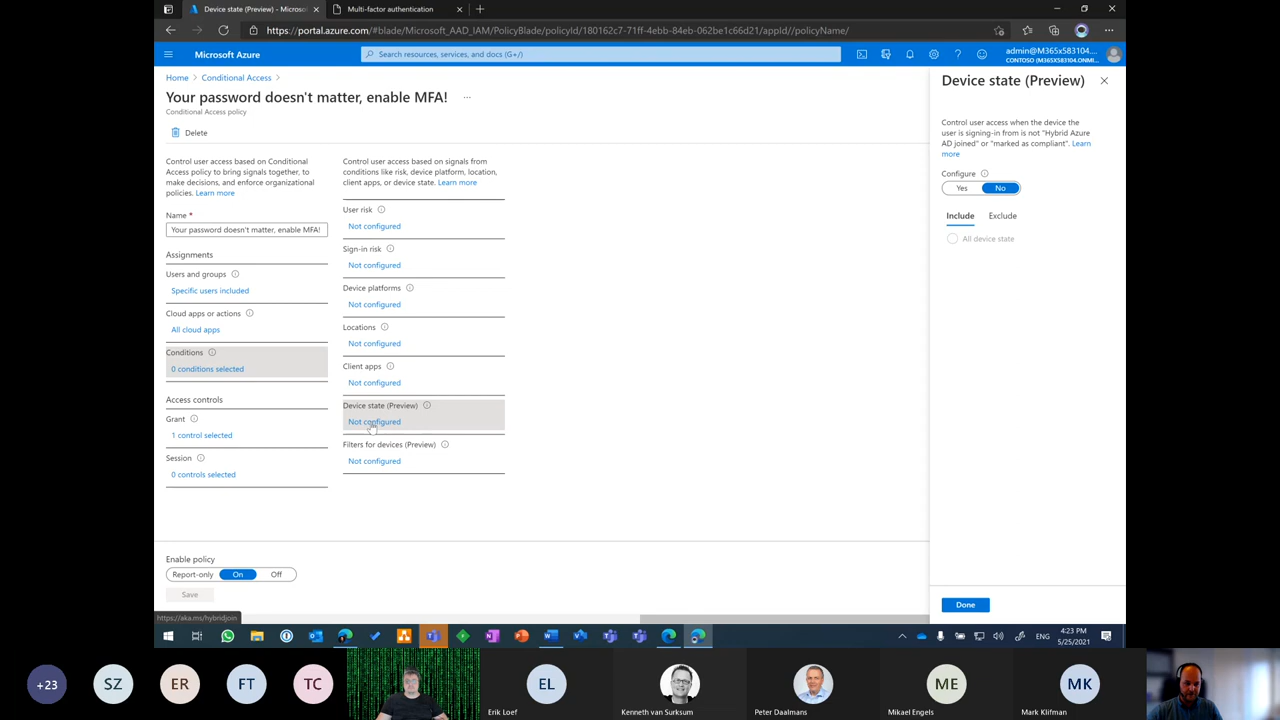 Device state (Preview) - Microsof
Multi-factor authentication
https://portal.azure.com/#blade/Microsoft_AAD_IAM/PolicyBlade/policyId/180162c7-71ff-4ebb-84eb-062be1c66d21/appId//policyName/
Microsoft Azure
Search resources, services, and docs (G+/)
admin@M365x583104....
CONTOSO (M365X583104.ONMI...
Home > Conditional Access >
Your password doesn't matter, enable MFA! ...
Conditional Access policy
Delete
Control user access based on Conditional
Access policy to bring signals together, to
make decisions, and enforce organizational
policies. Learn more
Name *
Your password doesn't matter, enable MFA!
Assignments
Users and groups
Specific users included
Cloud apps or actions
All cloud apps
Conditions
0 conditions selected
Access controls
Grant
1 control selected
Session
0 controls selected
Control user access based on signals from
conditions like risk, device platform, location,
client apps, or device state. Learn more
User risk
Not configured
Sign-in risk
Not configured
Device platforms
Not configured
Locations
Not configured
Client apps
Not configured
Device state (Preview)
Not configured
Filters for devices (Preview)
Not configured
Enable policy
Report-only On Off
Save
https://aka.ms/hybridjoin
Device state (Preview)
Control user access when the device the
user is signing-in from is not "Hybrid Azure
AD joined" or "marked as compliant". Learn
more
Configure
Yes No
Include Exclude
All device state
Done
ENG
4:23 PM
5/25/2021
+23
SZ
ER
FT
TC
EL
Erik Loef
Kenneth van Surksum
Peter Daalmans
ME
Mikael Engels
MK
Mark Klifman